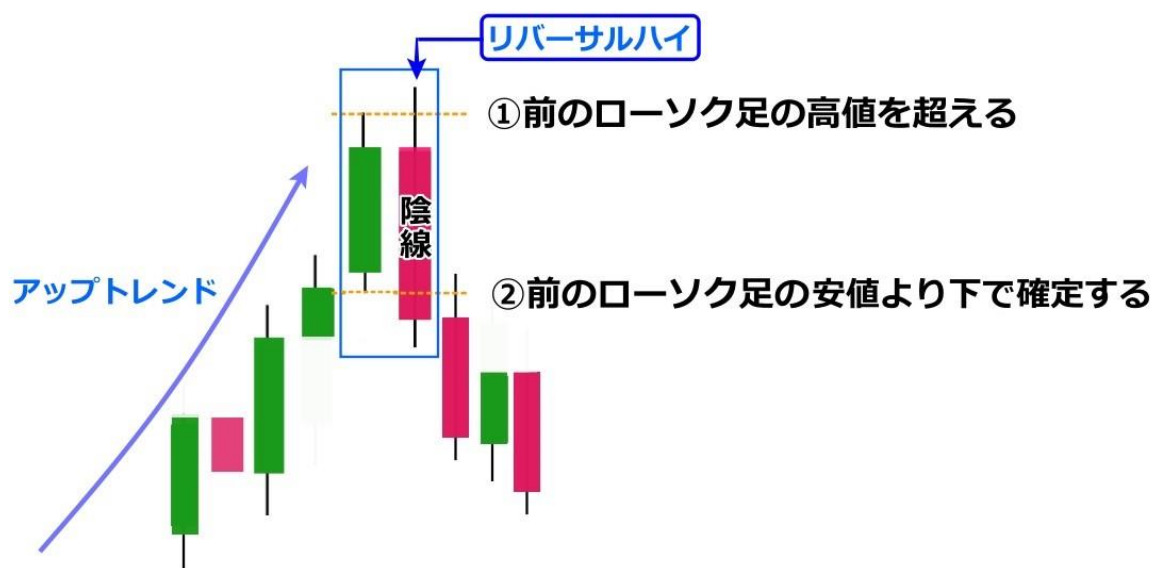 リバーサルハイ
①前のローソク足の高値を超える
陰線
アップトレンド
②前のローソク足の安値より下で確定する